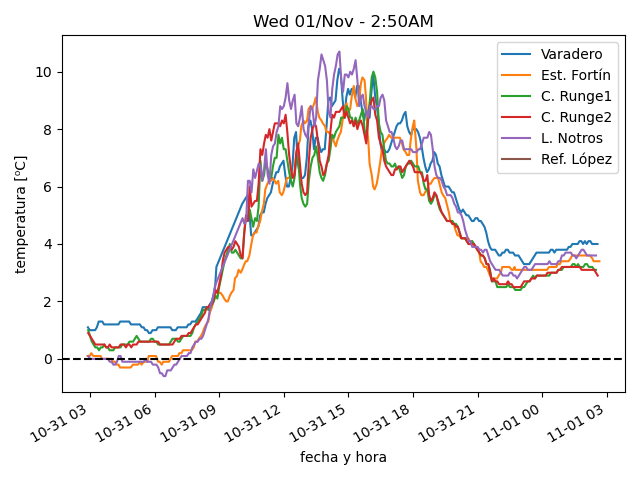 Wed 01/Nov - 2:50AM
temperatura [ºC]
10
8
6
4
2
0
Varadero
Est. Fortín
C. Runge1
C. Runge2
L. Notros
Ref. López
10-31 03
10-31 06
10-31 09
10-31 12
10-31 15
10-31 18
10-31 21
11-01 00
11-01 03
fecha y hora